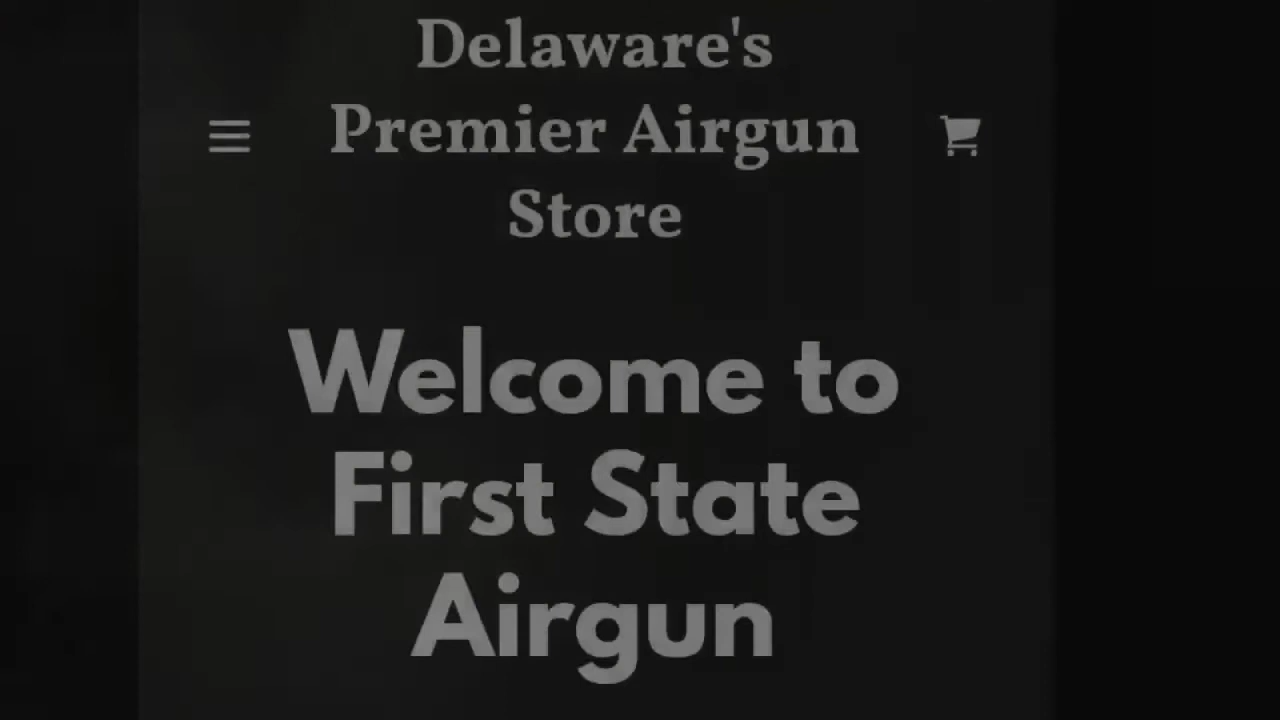 Delaware's
Premier Airgun
Store
Welcome to
First State
Airgun